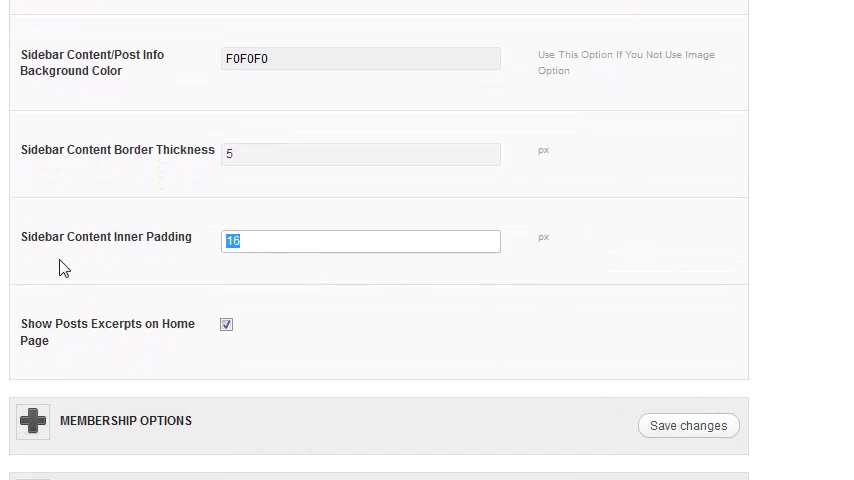 Sidebar Content/Post Info
Background Color
F0F0F0
Use This Option If You Not Use Image
Option
Sidebar Content Border Thickness
5
px
Sidebar Content Inner Padding
16
px
Show Posts Excerpts on Home
Page
MEMBERSHIP OPTIONS
Save changes